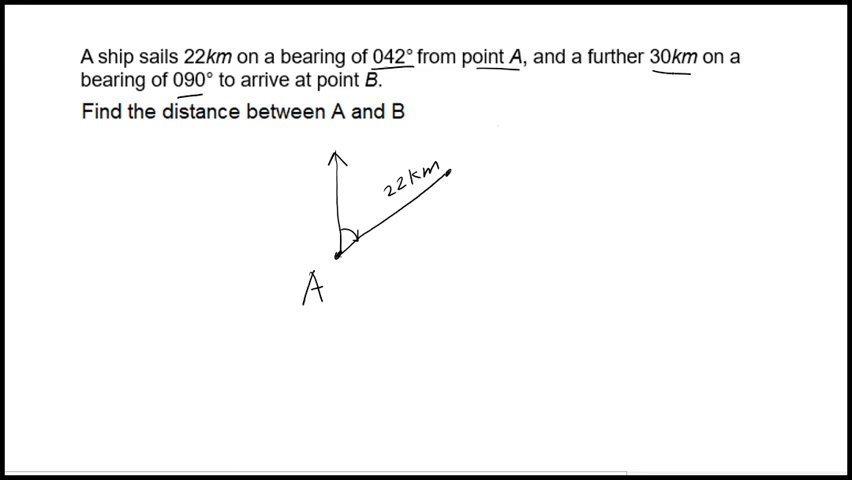 A ship sails 22km on a bearing of 042° from point A, and a further 30km on a
bearing of 090° to arrive at point B.
Find the distance between A and B
22km
A